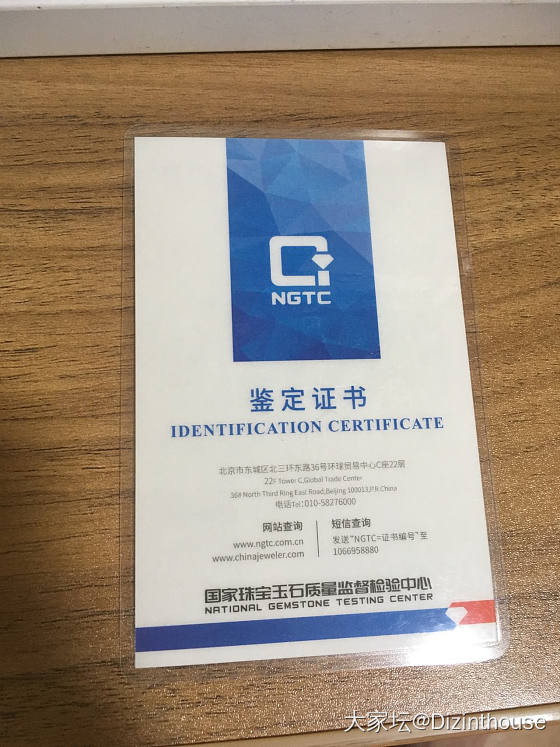 NGTC
鉴定证书
IDENTIFICATION CERTIFICATE
北京市东城区北三环东路36号环球贸易中心C座22层
22F Tower C,Global Trade Center
36# North Third Ring East Road,Beijing 100013,P.R.China
电话Tel:010-58276000
网站查询
www.ngtc.com.cn
www.chinajeweler.com
短信查询
发送“NGTC=证书编号”至
1066958880
国家珠宝玉石质量监督检验中心
NATIONAL GEMSTONE TESTING CENTER
大家坛@Dizinthouse